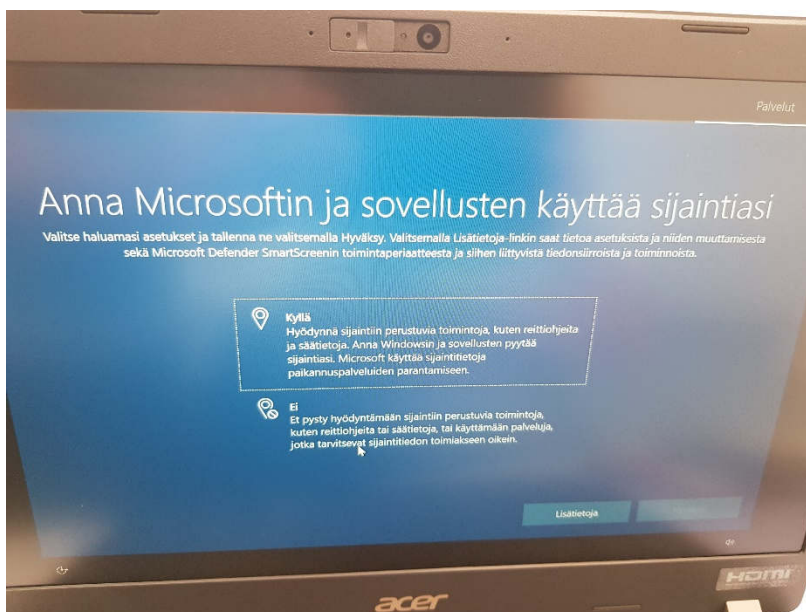 Palvelut
Anna Microsoftin ja sovellusten käyttää sijaintiasi
Valitse haluamasi asetukset ja tallenna ne valitsemalla Hyväksy. Valitsemalla Lisätietoja-linkin saat tietoa asetuksista ja niiden muuttamisesta
sekä Microsoft Defender SmartScreenin toimintaperiaatteesta ja siihen liittyvistä tiedonsiirroista ja toiminnoista.
Kyllä
Hyödynnä sijaintiin perustuvia toimintoja, kuten reittiohjeita
ja säätietoja. Anna Windowsin ja sovellusten pyytää
sijaintiasi. Microsoft käyttää sijaintitietoja
paikannuspalveluiden parantamiseen.
Ei
Et pysty hyödyntämään sijaintiin perustuvia toimintoja,
kuten reittiohjeita tai säätietoja, tai käyttämään palveluja,
jotka tarvitsevat sijaintitiedon toimiakseen oikein.
Lisätietoja
acer
HDMI